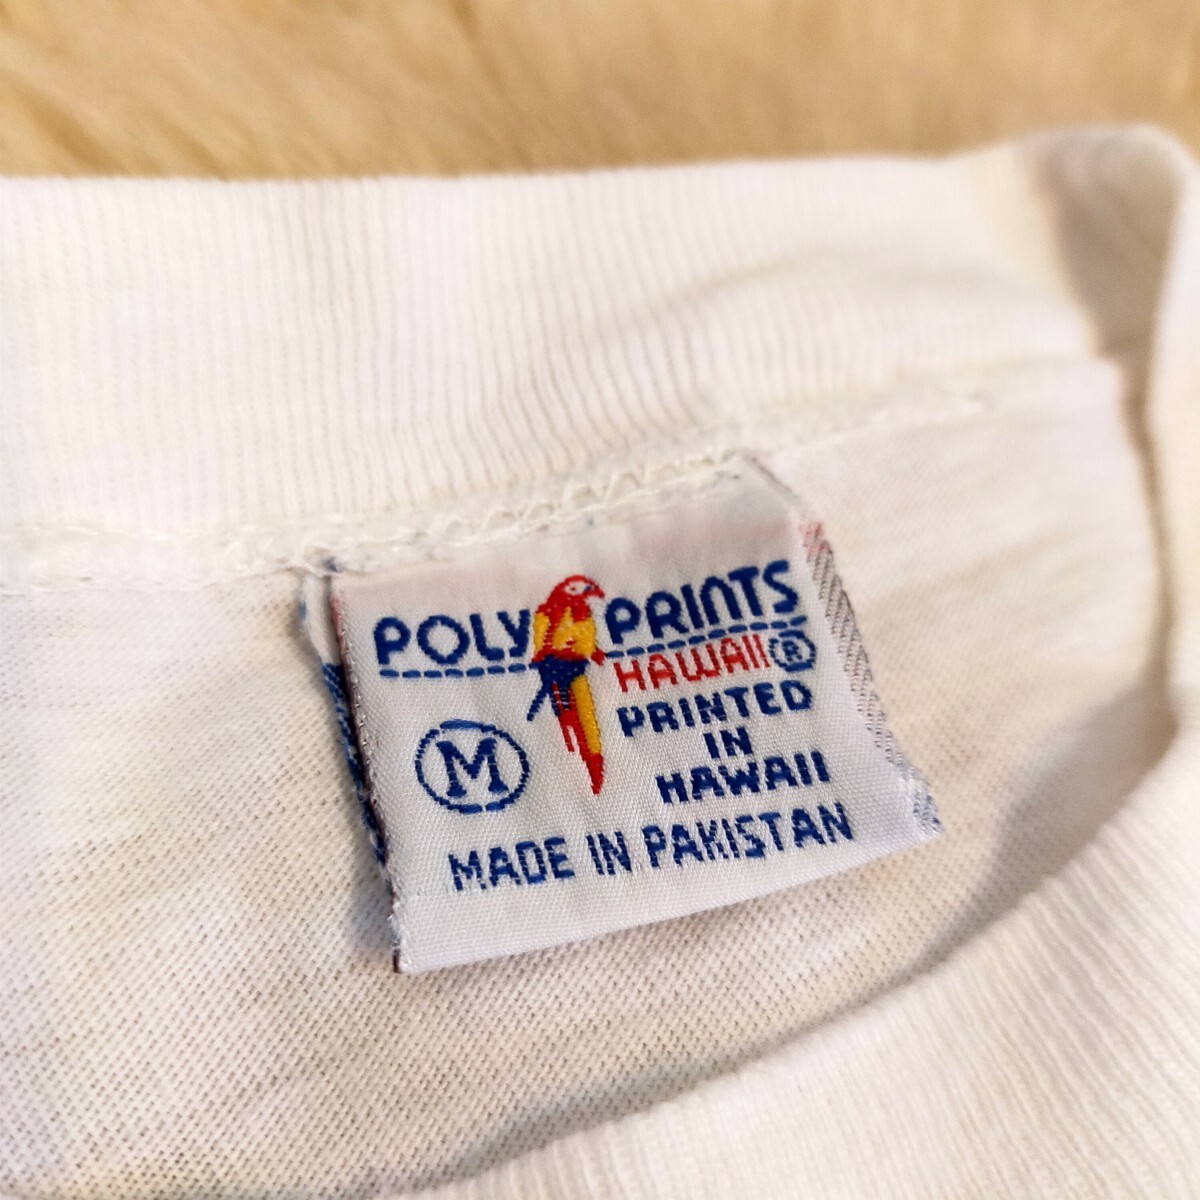 POLY PRINTS
HAWAII ®
M
PRINTED
IN
HAWAII
MADE IN PAKISTAN